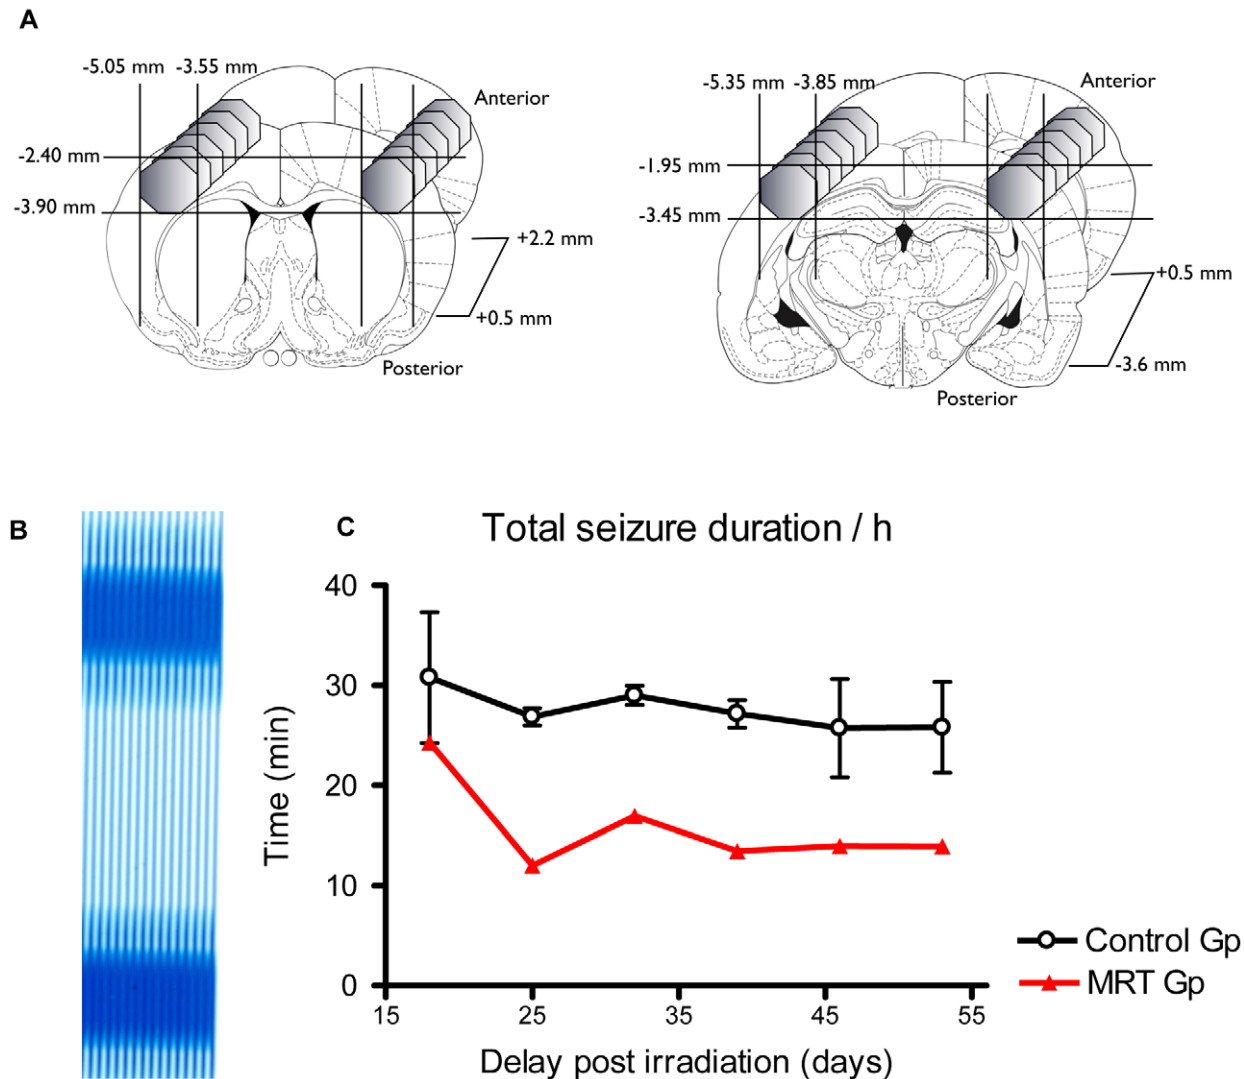 A
-5.05 mm -3.55 mm
Anterior
-2.40 mm
-3.90 mm
+2.2 mm
+0.5 mm
Posterior
-5.35 mm -3.85 mm
Anterior
-1.95 mm
-3.45 mm
+0.5 mm
-3.6 mm
Posterior
B
C
Total seizure duration / h
Time (min)
40
30
20
10
0
15 25 35 45 55
Delay post irradiation (days)
Control Gp
MRT Gp